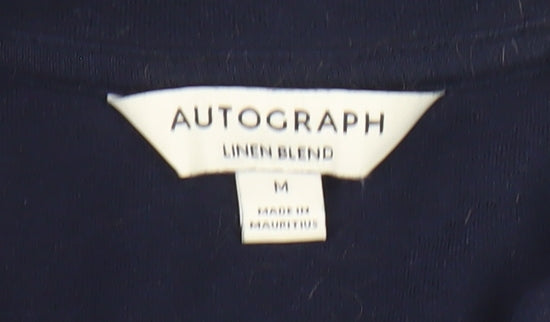 AUTOGRAPH
LINEN BLEND
M
MADE IN
MAURITIUS